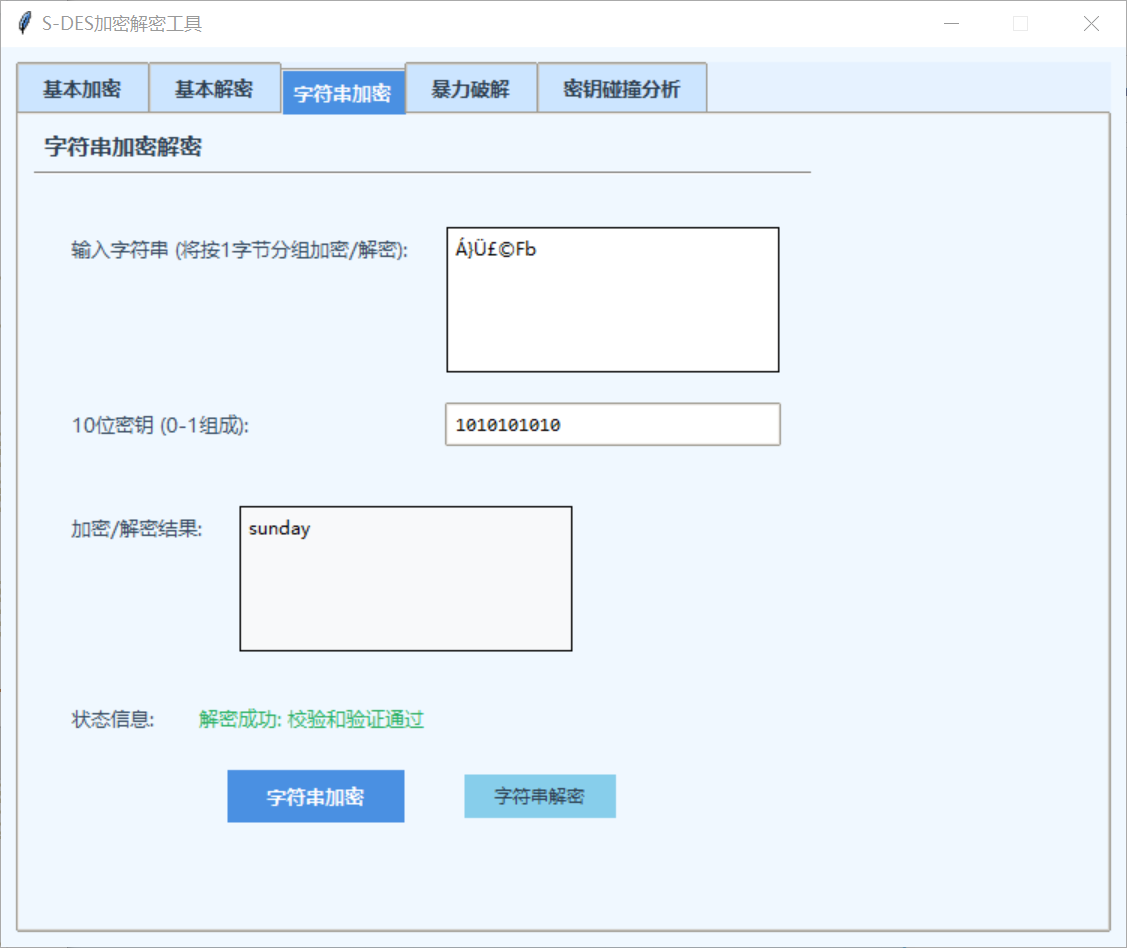 S-DES加密解密工具
基本加密 基本解密 字符串加密 暴力破解 密钥碰撞分析
字符串加密解密
输入字符串 (将按1字节分组加密/解密): Á}Ü£©Fb
10位密钥 (0-1组成): 1010101010
加密/解密结果: sunday
状态信息: 解密成功: 校验和验证通过
字符串加密 字符串解密